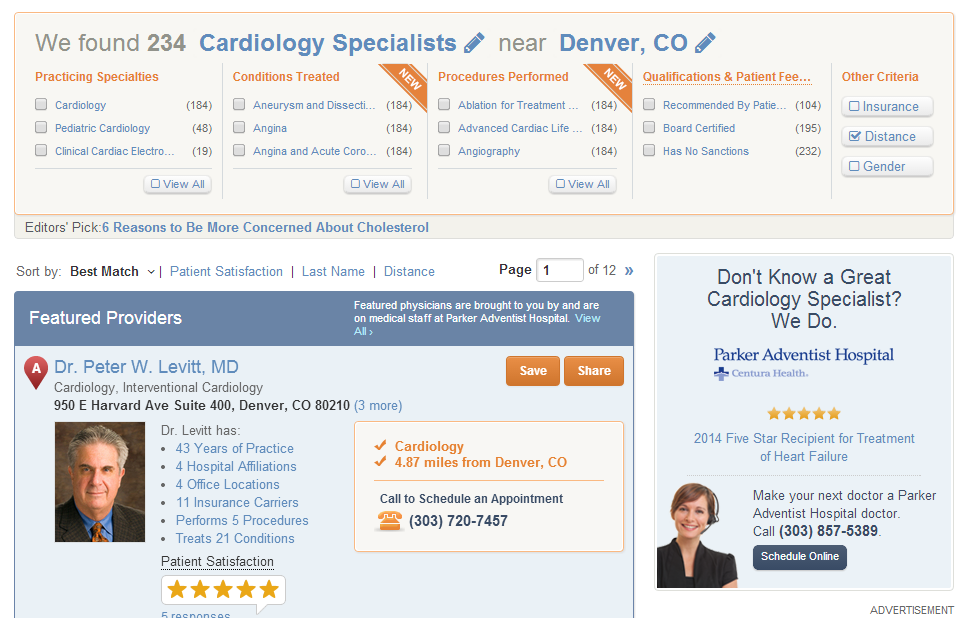 We found 234 Cardiology Specialists near Denver, CO
Practicing Specialties
Cardiology (184)
Pediatric Cardiology (48)
Clinical Cardiac Electro... (19)
View All
Conditions Treated
Aneurysm and Dissecti... (184)
Angina (184)
Angina and Acute Coro... (184)
View All
NEW
Procedures Performed
Ablation for Treatment ... (184)
Advanced Cardiac Life ... (184)
Angiography (184)
View All
NEW
Qualifications & Patient Fee...
Recommended By Patie... (104)
Board Certified (195)
Has No Sanctions (232)
Other Criteria
Insurance
Distance
Gender
Editors' Pick:6 Reasons to Be More Concerned About Cholesterol
Sort by: Best Match | Patient Satisfaction | Last Name | Distance
Page 1 of 12 »
Featured Providers
Featured physicians are brought to you by and are
on medical staff at Parker Adventist Hospital. View
All ›
A
Dr. Peter W. Levitt, MD
Cardiology, Interventional Cardiology
950 E Harvard Ave Suite 400, Denver, CO 80210 (3 more)
Save
Share
Dr. Levitt has:
43 Years of Practice
4 Hospital Affiliations
4 Office Locations
11 Insurance Carriers
Performs 5 Procedures
Treats 21 Conditions
Patient Satisfaction
5 responses
Cardiology
4.87 miles from Denver, CO
Call to Schedule an Appointment
(303) 720-7457
Don't Know a Great
Cardiology Specialist?
We Do.
Parker Adventist Hospital
Centura Health.
2014 Five Star Recipient for Treatment
of Heart Failure
Make your next doctor a Parker
Adventist Hospital doctor.
Call (303) 857-5389.
Schedule Online
ADVERTISEMENT